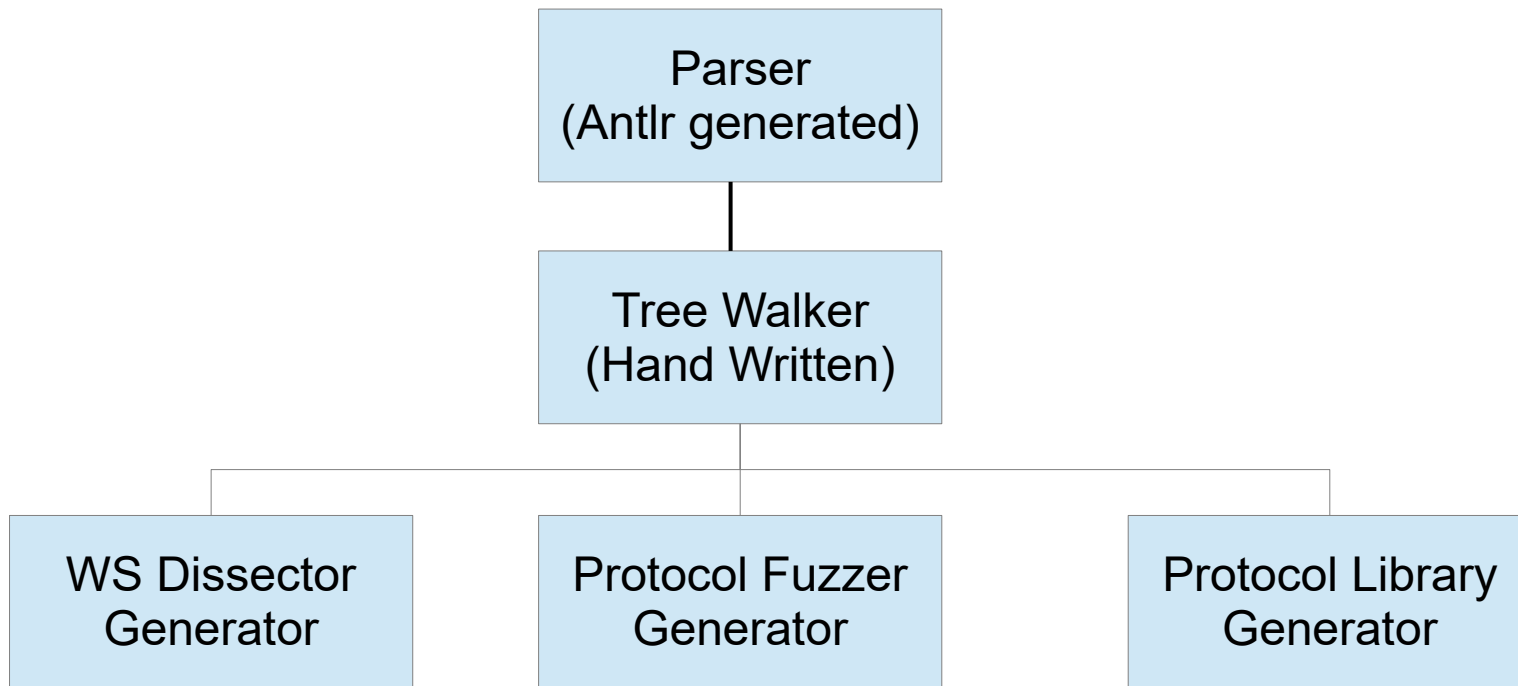 Parser
(Antlr generated)
Tree Walker
(Hand Written)
WS Dissector
Generator
Protocol Fuzzer
Generator
Protocol Library
Generator